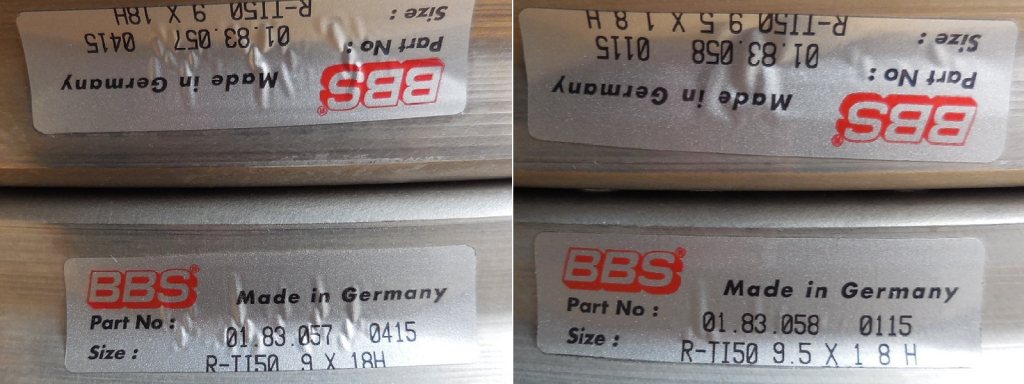 BBS® Made in Germany
Part No : 01.83.057 0415
Size : R-TI50 9 X 18H
BBS® Made in Germany
Part No : 01.83.058 0115
Size : R-TI50 9.5 X 1 8 H
BBS® Made in Germany
Part No : 01.83.057 0415
Size : R-TI50 9 X 18H
BBS® Made in Germany
Part No : 01.83.058 0115
Size : R-TI50 9.5 X 1 8 H